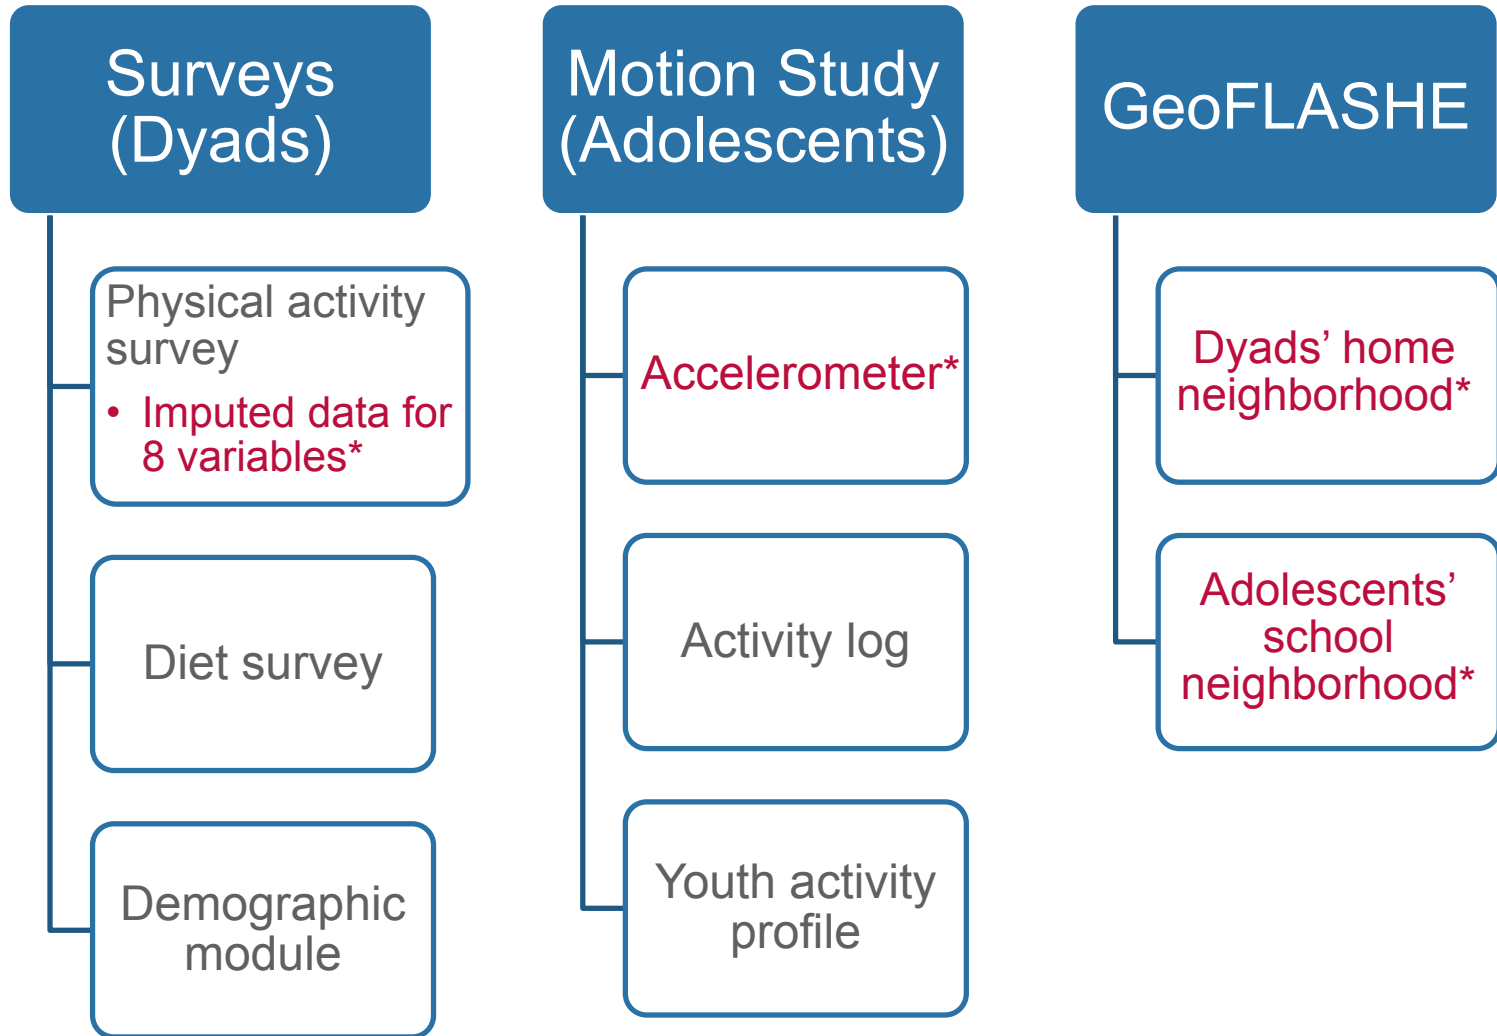 Surveys
(Dyads)
Physical activity
survey
• Imputed data for
8 variables*
Diet survey
Demographic
module
Motion Study
(Adolescents)
Accelerometer*
Activity log
Youth activity
profile
GeoFLASHE
Dyads’ home
neighborhood*
Adolescents’
school
neighborhood*